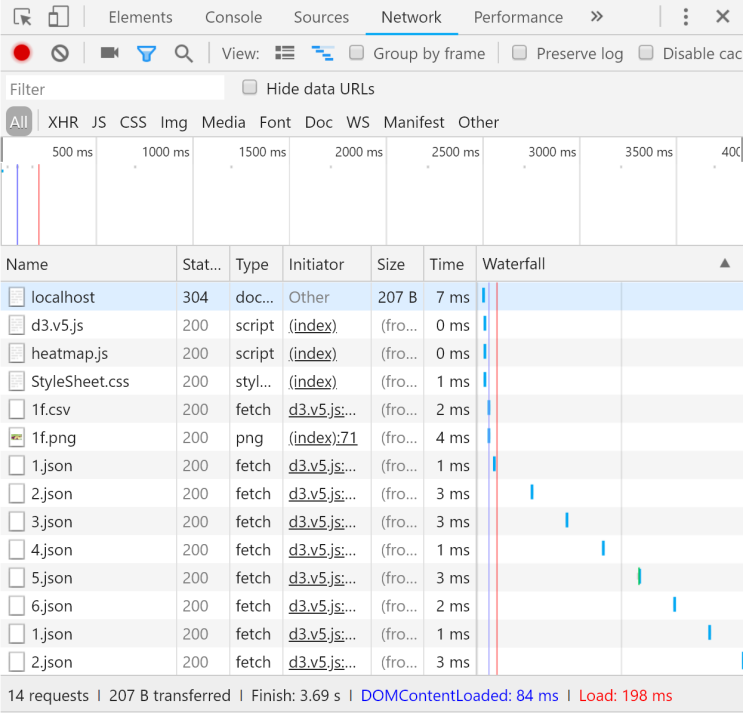 Elements Console Sources Network Performance »
View: Group by frame Preserve log Disable cac
Filter Hide data URLs
All XHR JS CSS Img Media Font Doc WS Manifest Other
500 ms 1000 ms 1500 ms 2000 ms 2500 ms 3000 ms 3500 ms 400
Name Stat... Type Initiator Size Time Waterfall
localhost 304 doc... Other 207 B 7 ms
d3.v5.js 200 script (index) (fro... 0 ms
heatmap.js 200 script (index) (fro... 0 ms
StyleSheet.css 200 styl... (index) (fro... 1 ms
1f.csv 200 fetch d3.v5.js:... (fro... 2 ms
1f.png 200 png (index):71 (fro... 4 ms
1.json 200 fetch d3.v5.js:... (fro... 1 ms
2.json 200 fetch d3.v5.js:... (fro... 3 ms
3.json 200 fetch d3.v5.js:... (fro... 3 ms
4.json 200 fetch d3.v5.js:... (fro... 1 ms
5.json 200 fetch d3.v5.js:... (fro... 3 ms
6.json 200 fetch d3.v5.js:... (fro... 2 ms
1.json 200 fetch d3.v5.js:... (fro... 1 ms
2.json 200 fetch d3.v5.js:... (fro... 3 ms
14 requests | 207 B transferred | Finish: 3.69 s | DOMContentLoaded: 84 ms | Load: 198 ms